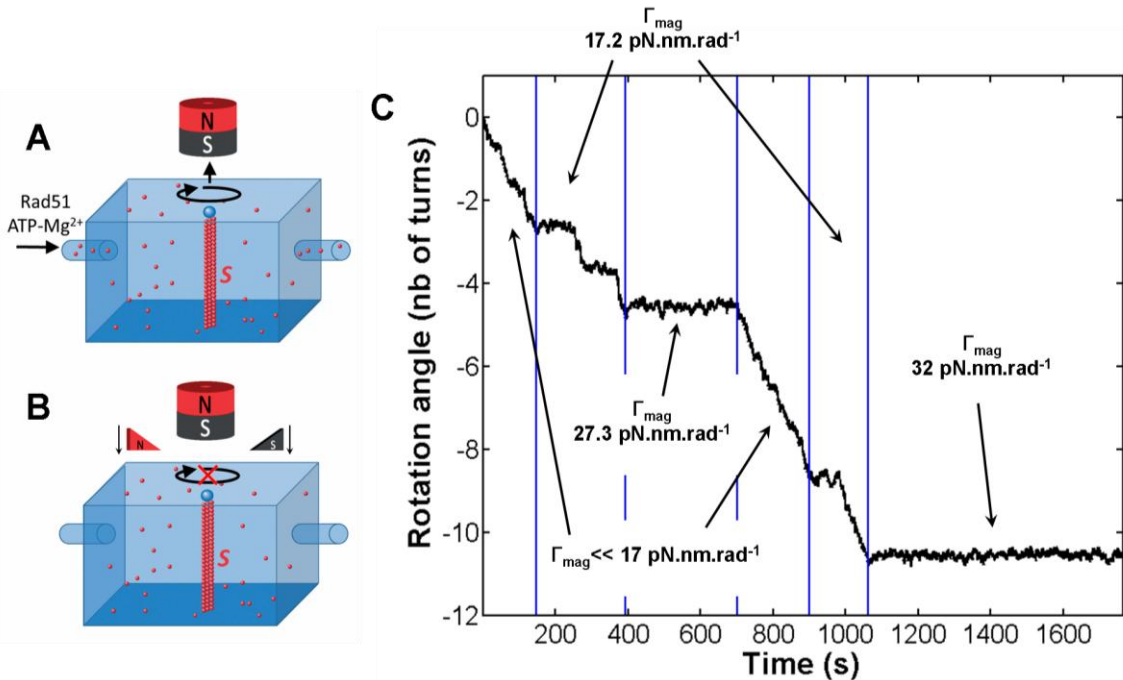 A
N
S
Rad51
ATP-Mg²⁺
S
B
N
S
N
S
S
C
Γmag
17.2 pN.nm.rad⁻¹
Rotation angle (nb of turns)
0
-2
-4
-6
-8
-10
-12
Γmag
32 pN.nm.rad⁻¹
Γmag
27.3 pN.nm.rad⁻¹
Γmag<< 17 pN.nm.rad⁻¹
200 400 600 800 1000 1200 1400 1600
Time (s)